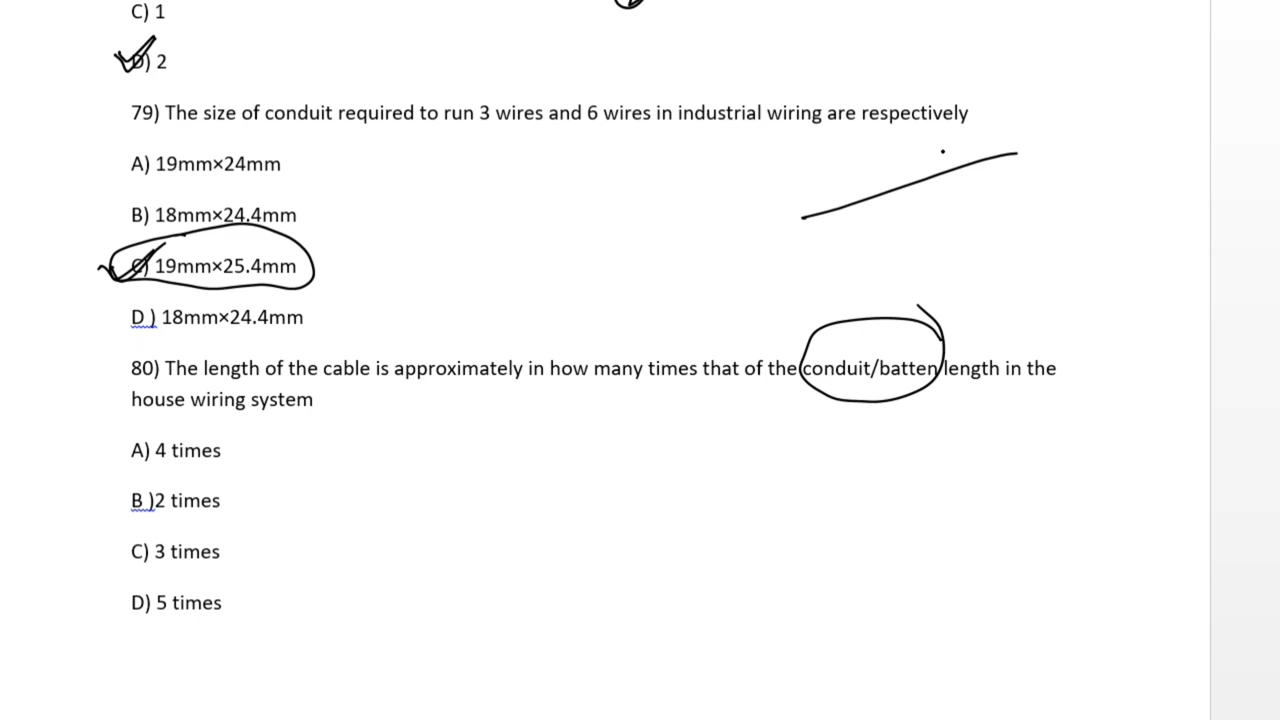 C) 1
D) 2
79) The size of conduit required to run 3 wires and 6 wires in industrial wiring are respectively
A) 19mm×24mm
B) 18mm×24.4mm
C) 19mm×25.4mm
D ) 18mm×24.4mm
80) The length of the cable is approximately in how many times that of the conduit/batten length in the
house wiring system
A) 4 times
B )2 times
C) 3 times
D) 5 times